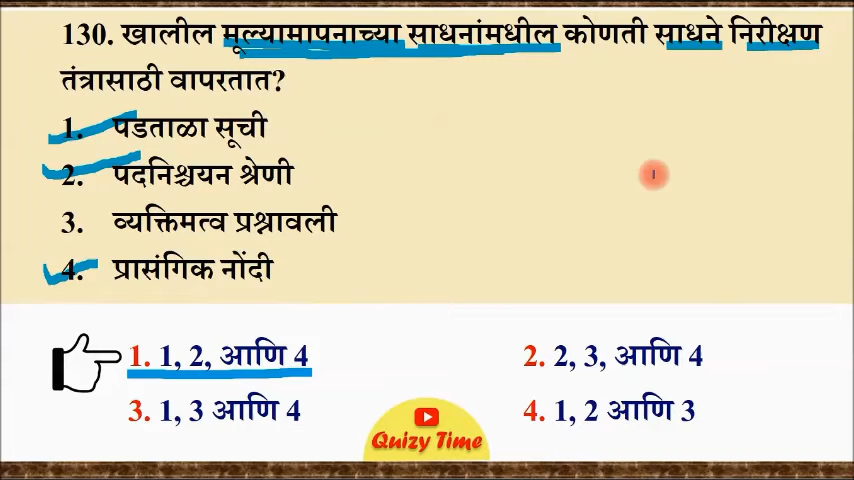 130. खालील मूल्यामापनाच्या साधनांमधील कोणती साधने निरीक्षण
तंत्रासाठी वापरतात?
1. पडताळा सूची
2. पदनिश्चयन श्रेणी
3. व्यक्तिमत्व प्रश्नावली
4. प्रासंगिक नोंदी
1. 1, 2, आणि 4
2. 2, 3, आणि 4
3. 1, 3 आणि 4
4. 1, 2 आणि 3
Quizy Time